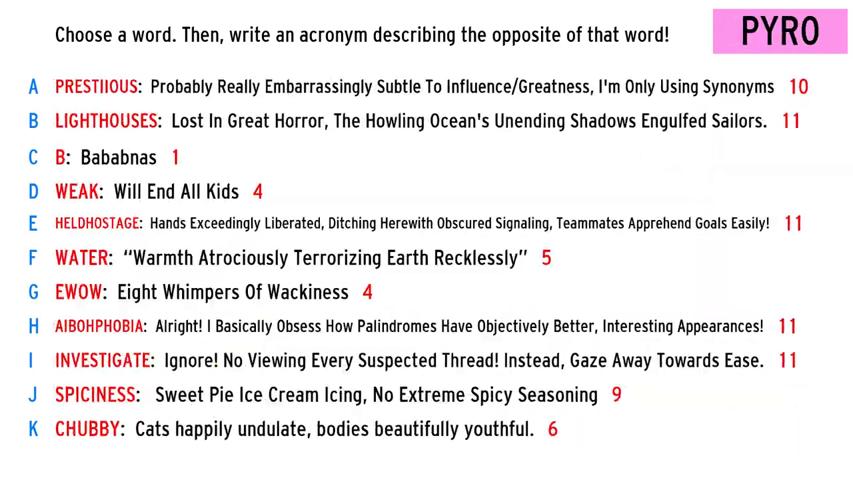 Choose a word. Then, write an acronym describing the opposite of that word!
PYRO
A PRESTIIOUS: Probably Really Embarrassingly Subtle To Influence/Greatness, I'm Only Using Synonyms 10
B LIGHTHOUSES: Lost In Great Horror, The Howling Ocean's Unending Shadows Engulfed Sailors. 11
C B: Bababnas 1
D WEAK: Will End All Kids 4
E HELDHOSTAGE: Hands Exceedingly Liberated, Ditching Herewith Obscured Signaling, Teammates Apprehend Goals Easily! 11
F WATER: “Warmth Atrociously Terrorizing Earth Recklessly” 5
G EWOW: Eight Whimpers Of Wackiness 4
H AIBOHPHOBIA: Alright! I Basically Obsess How Palindromes Have Objectively Better, Interesting Appearances! 11
I INVESTIGATE: Ignore! No Viewing Every Suspected Thread! Instead, Gaze Away Towards Ease. 11
J SPICINESS: Sweet Pie Ice Cream Icing, No Extreme Spicy Seasoning 9
K CHUBBY: Cats happily undulate, bodies beautifully youthful. 6